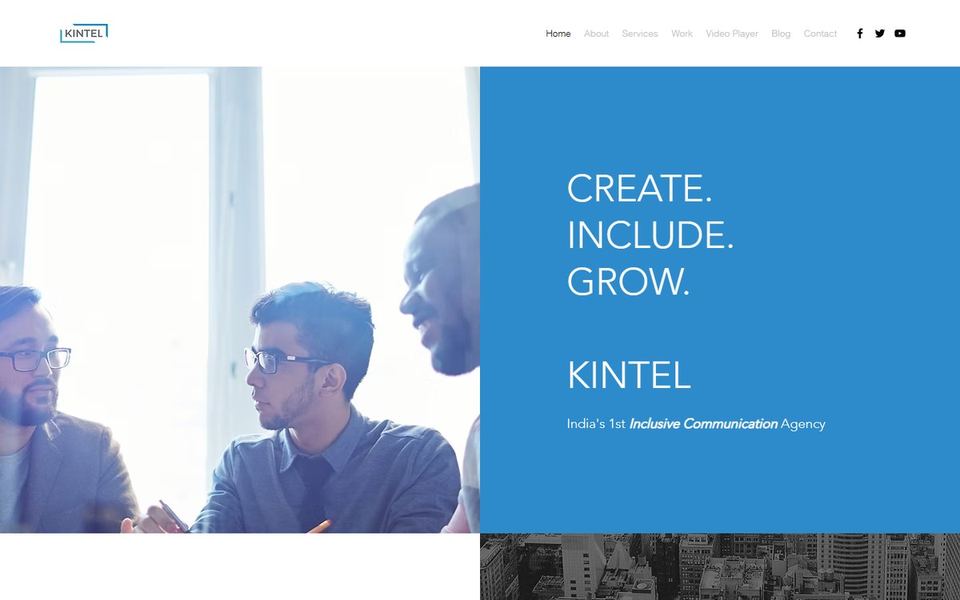 KINTEL
Home About Services Work Video Player Blog Contact
CREATE.
INCLUDE.
GROW.
KINTEL
India's 1st Inclusive Communication Agency